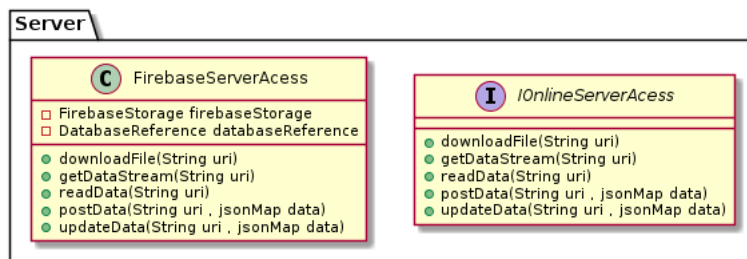 Server
C FirebaseServerAcess
FirebaseStorage firebaseStorage
DatabaseReference databaseReference
downloadFile(String uri)
getDataStream(String uri)
readData(String uri)
postData(String uri , jsonMap data)
updateData(String uri , jsonMap data)
I IOnlineServerAcess
downloadFile(String uri)
getDataStream(String uri)
readData(String uri)
postData(String uri , jsonMap data)
updateData(String uri , jsonMap data)